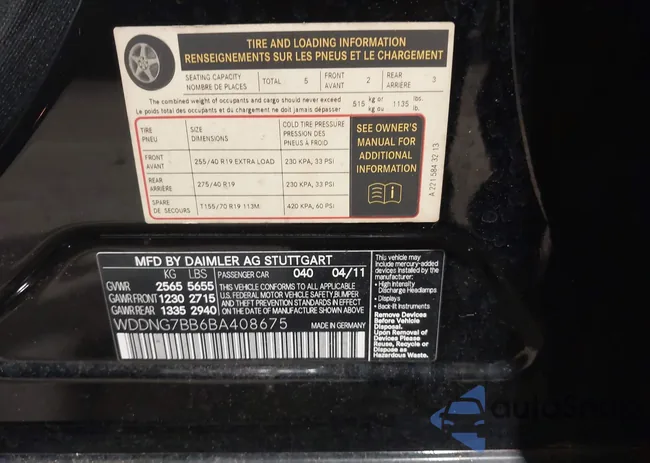 TIRE AND LOADING INFORMATION
RENSEIGNEMENTS SUR LES PNEUS ET LE CHARGEMENT
SEATING CAPACITY
NOMBRE DE PLACES
TOTAL 5
FRONT
AVANT
2
REAR
ARRIÈRE
3
The combined weight of occupants and cargo should never exceed
Le poids total des occupants et du chargement ne doit jamais dépasser
515 kg or
kg ou
1135 lbs.
lb.
TIRE
PNEU
SIZE
DIMENSIONS
COLD TIRE PRESSURE
PRESSION DES
PNEUS À FROID
FRONT
AVANT
255/40 R19 EXTRA LOAD
230 KPA, 33 PSI
REAR
ARRIÈRE
275/40 R19
230 KPA, 33 PSI
SPARE
DE SECOURS
T155/70 R19 113M
420 KPA, 60 PSI
SEE OWNER'S
MANUAL FOR
ADDITIONAL
INFORMATION
A 221 584 32 13
MFD BY DAIMLER AG STUTTGART
KG LBS
GVWR 2565 5655
GAWR FRONT 1230 2715
GAWR REAR 1335 2940
PASSENGER CAR 040 04/11
THIS VEHICLE CONFORMS TO ALL APPLICABLE
U.S. FEDERAL MOTOR VEHICLE SAFETY, BUMPER
AND THEFT PREVENTION STANDARDS IN
EFFECT ON THE DATE OF MANUFACTURE
SHOWN ABOVE.
WDDNG7BB6BA408675
This vehicle may
include mercury-added
devices installed by the
manufacturer:
• High Intensity
Discharge Headlamps
• Displays
• Back-lit Instruments
Remove Devices
Before Vehicle
Disposal.
Upon Removal of
Devices Please
Reuse, Recycle or
Dispose as
Hazardous Waste.